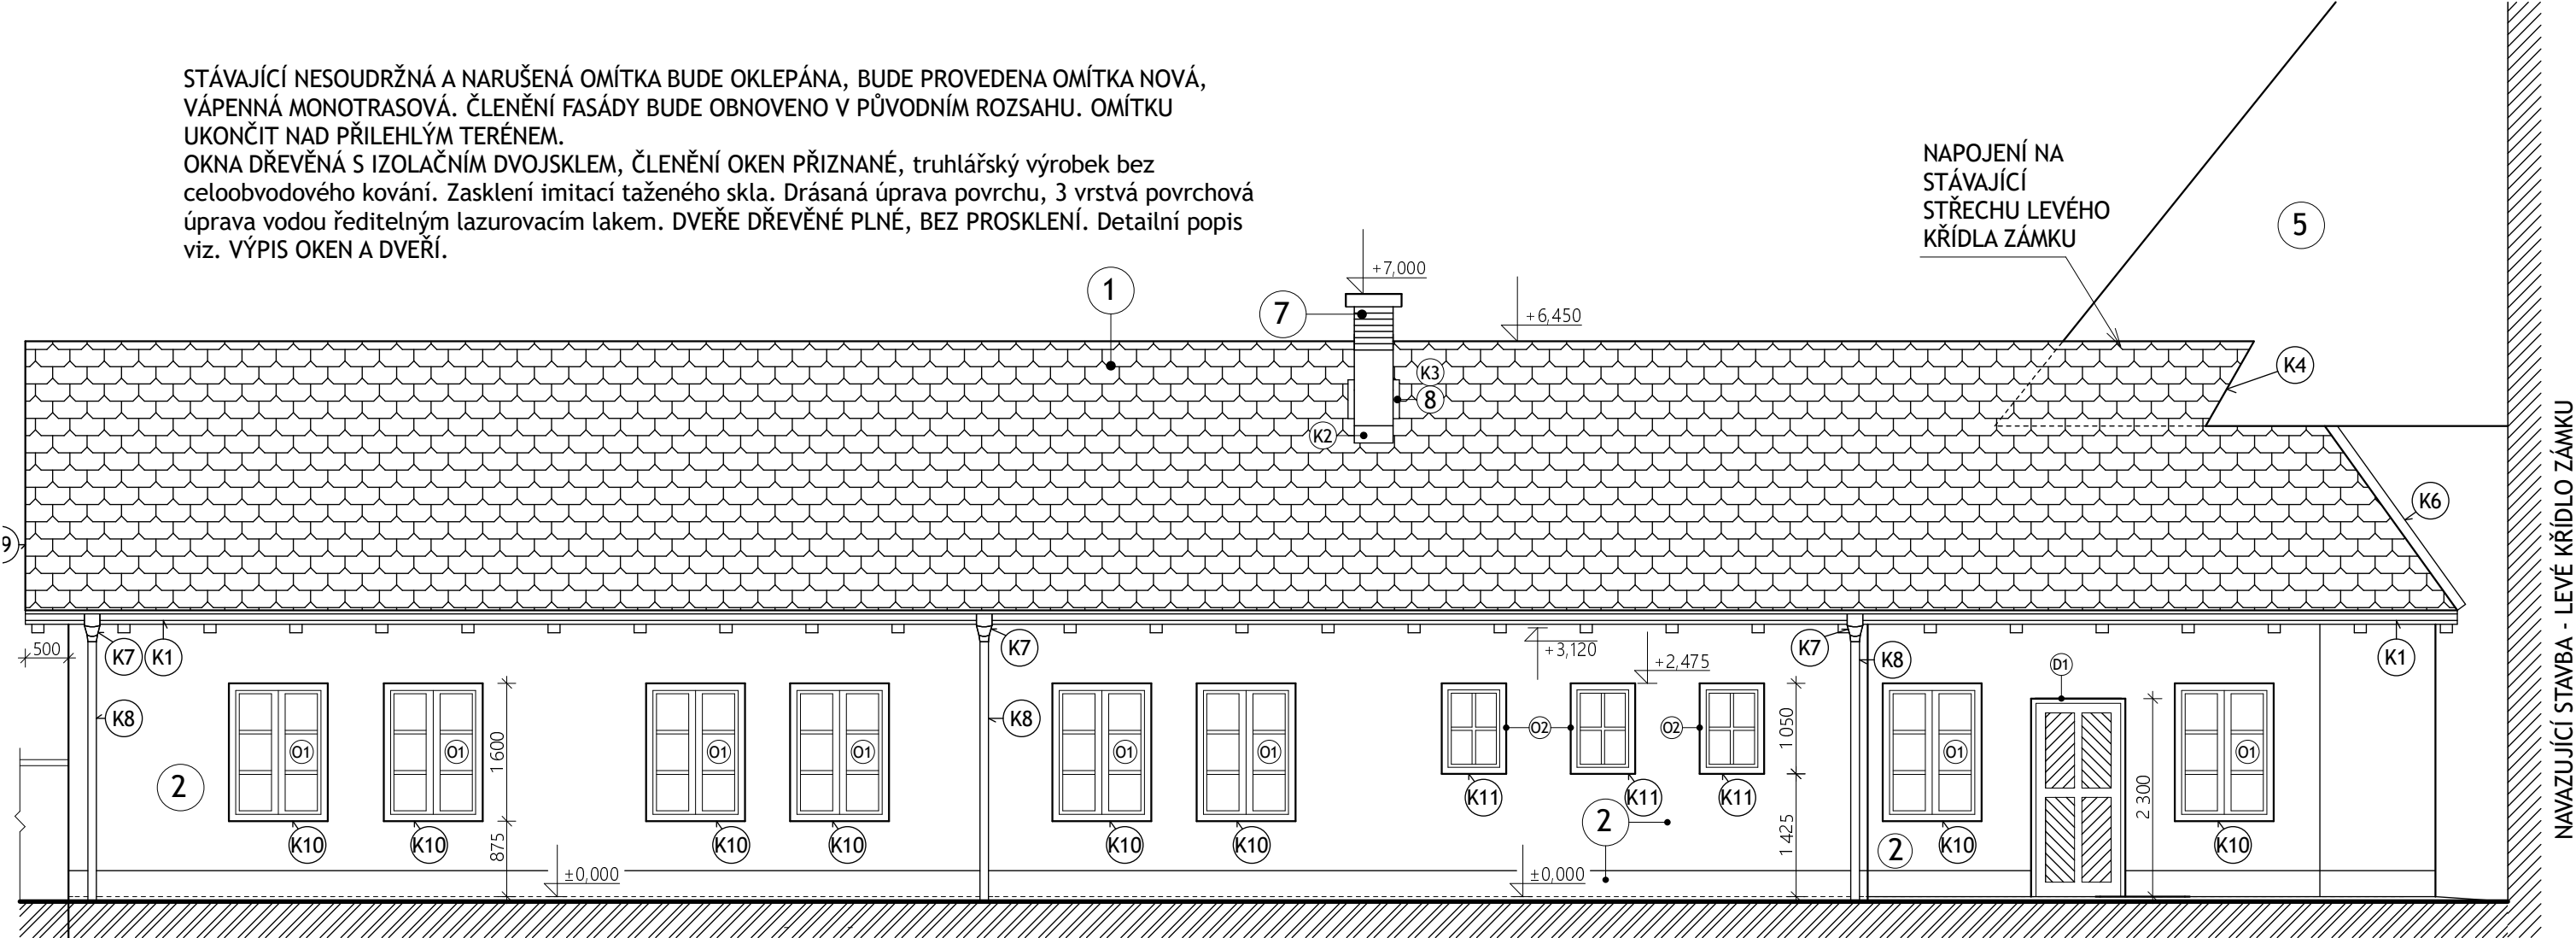 STÁVAJÍCÍ NESOUDRŽNÁ A NARUŠENÁ OMÍTKA BUDE OKLEPÁNA, BUDE PROVEDENA OMÍTKA NOVÁ,
VÁPENNÁ MONOTRASOVÁ. ČLENĚNÍ FASÁDY BUDE OBNOVENO V PŮVODNÍM ROZSAHU. OMÍTKU
UKONČIT NAD PŘILEHLÝM TERÉNEM.
OKNA DŘEVĚNÁ S IZOLAČNÍM DVOJSKLEM, ČLENĚNÍ OKEN PŘIZNANÉ, truhlářský výrobek bez
celoobvodového kování. Zasklení imitací taženého skla. Drásaná úprava povrchu, 3 vrstvá povrchová
úprava vodou ředitelným lazurovacím lakem. DVEŘE DŘEVĚNÉ PLNÉ, BEZ PROSKLENÍ. Detailní popis
viz. VÝPIS OKEN A DVEŘÍ.
NAPOJENÍ NA
STÁVAJÍCÍ
STŘECHU LEVÉHO
KŘÍDLA ZÁMKU
5
+7,000
1
7
+6,450
K3
K4
8
K2
K6
9
NAVAZUJÍCÍ STAVBA - LEVÉ KŘÍDLO ZÁMKU
500
K7
K1
K7
+3,120
+2,475
K7
K8
D1
K1
K8
K8
O2
O2
1 050
O1
O1
1 600
O1
O1
O1
O1
O1
O1
2
K11
K11
K11
2 300
K10
K10
875
K10
K10
K10
K10
2
1 425
2
K10
K10
±0,000
±0,000